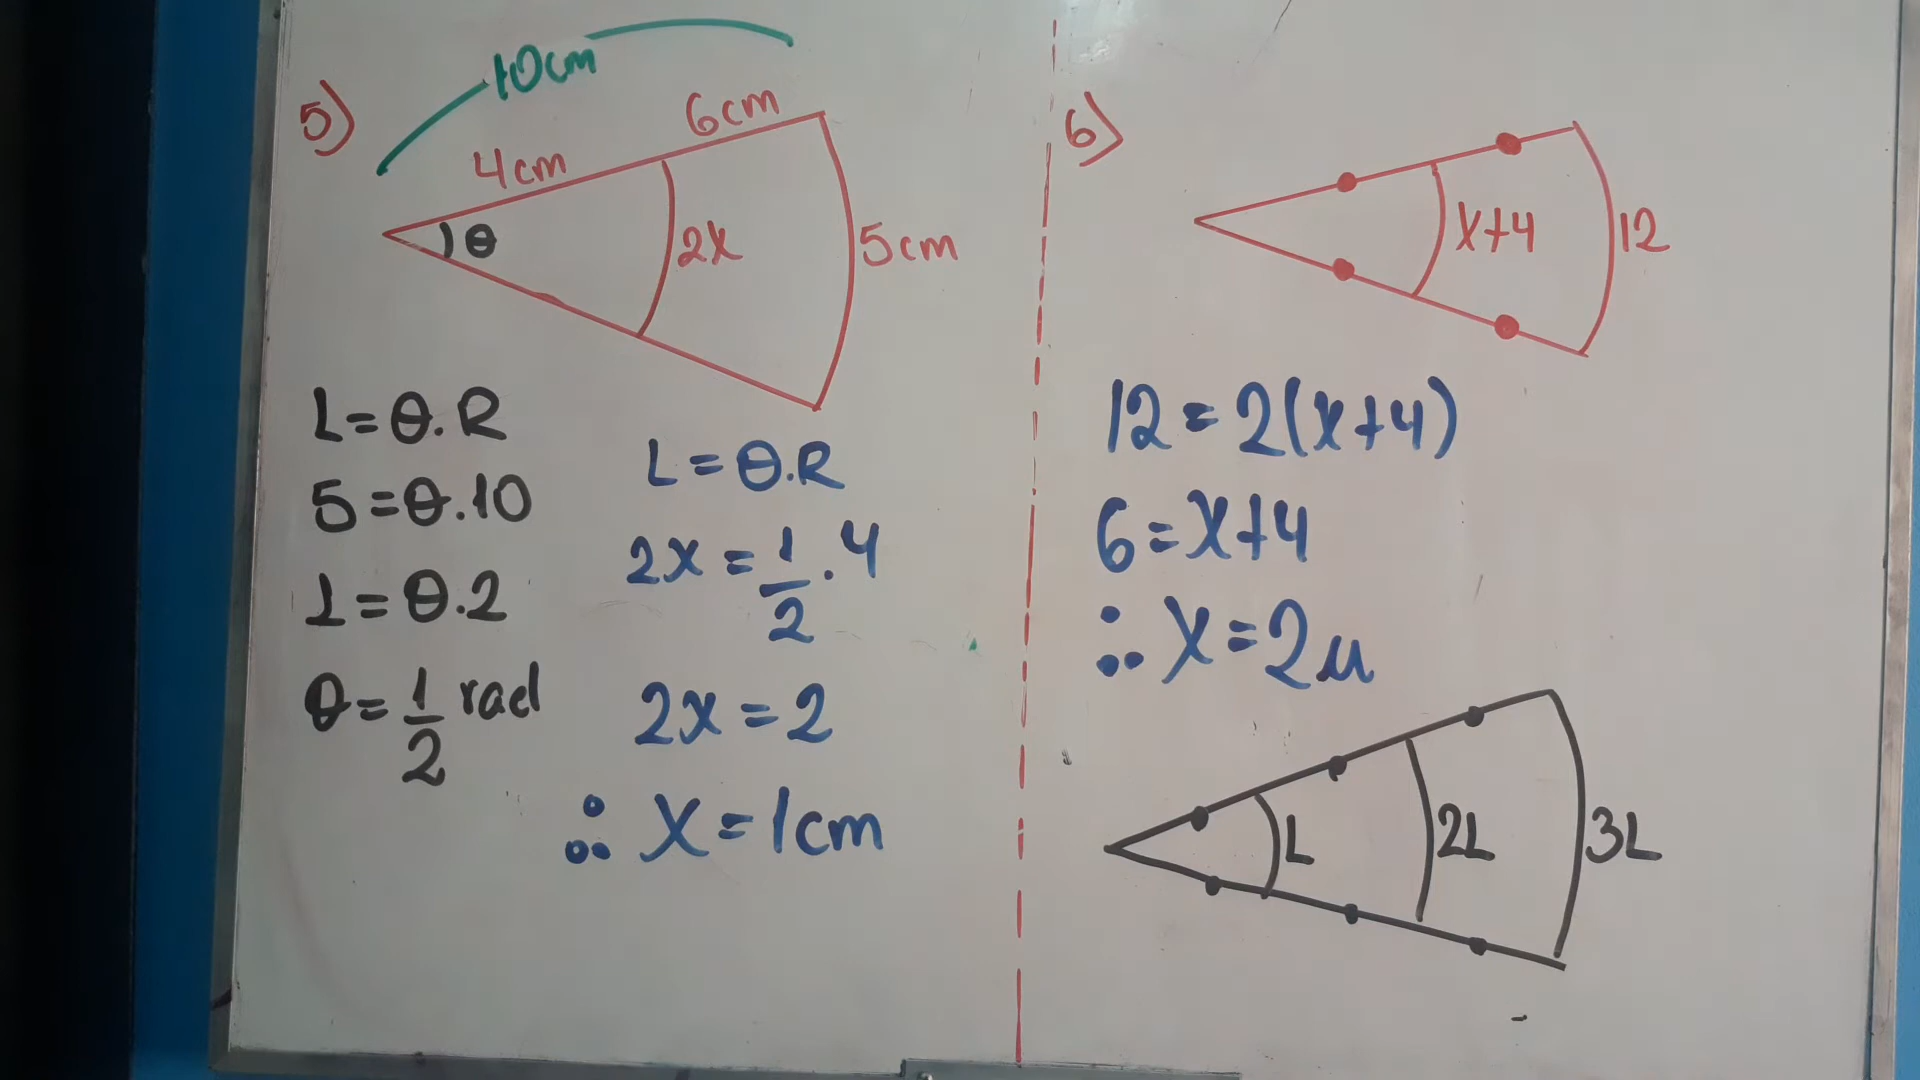 5)
10cm
4cm
6cm
θ
2x
5cm
L=θ.R
5=θ.10
1=θ.2
θ=1/2 rad
L=θ.R
2x=1/2.4
2x=2
∴ x=1cm
6)
x+4
12
12=2(x+4)
6=x+4
∴ x=2u
L
2L
3L